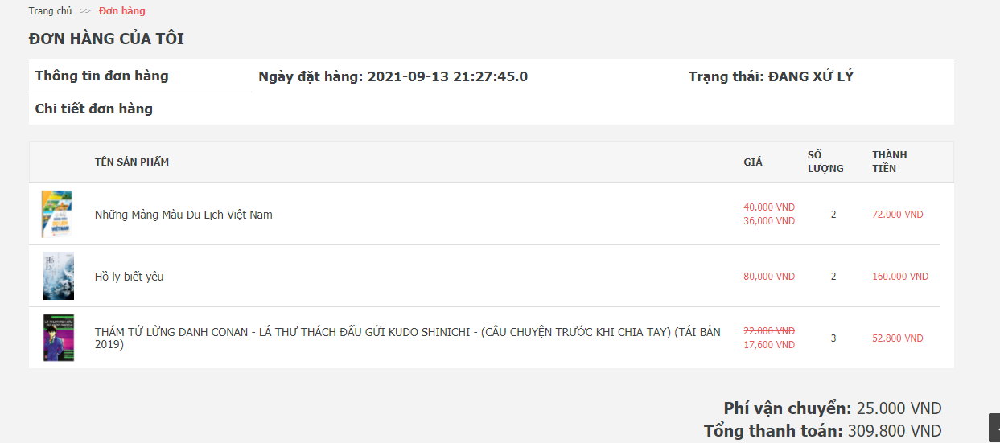 Trang chủ >> Đơn hàng
ĐƠN HÀNG CỦA TÔI
Thông tin đơn hàng Ngày đặt hàng: 2021-09-13 21:27:45.0 Trạng thái: ĐANG XỬ LÝ
Chi tiết đơn hàng
TÊN SẢN PHẨM GIÁ SỐ LƯỢNG THÀNH TIỀN
Những Mảng Màu Du Lịch Việt Nam
40.000 VND
36,000 VND
2
72.000 VND
Hồ ly biết yêu 80,000 VND 2 160.000 VND
THÁM TỬ LỪNG DANH CONAN - LÁ THƯ THÁCH ĐẤU GỬI KUDO SHINICHI - (CÂU CHUYỆN TRƯỚC KHI CHIA TAY) (TÁI BẢN
2019)
22.000 VND
17,600 VND
3
52.800 VND
Phí vận chuyển: 25.000 VND
Tổng thanh toán: 309.800 VND